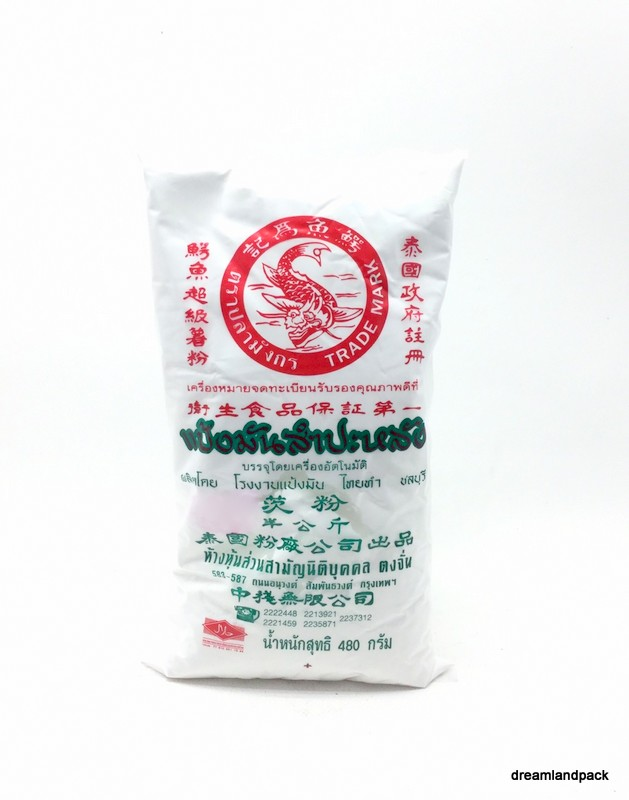 鱷魚為記
ตราปลามังกร TRADE MARK
鱷魚超級薯粉
泰國政府註冊
เครื่องหมายจดทะเบียนรับรองคุณภาพดีที่
衛生食品保証第一
แป้งมันสำปะหลัง
บรรจุโดยเครื่องอัตโนมัติ
ผลิตโดย โรงงานแป้งมัน ไทยทำ ชลบุรี
茨粉
半公斤
泰國粉廠公司出品
ห้างหุ้นส่วนสามัญนิติบุคคล ตงจั่น
583-587 ถนนอนุวงศ์ สัมพันธวงศ์ กรุงเทพฯ
無限公司
2222448 2213921
2221459 2235871 2237312
น้ำหนักสุทธิ 480 กรัม
dreamlandpack